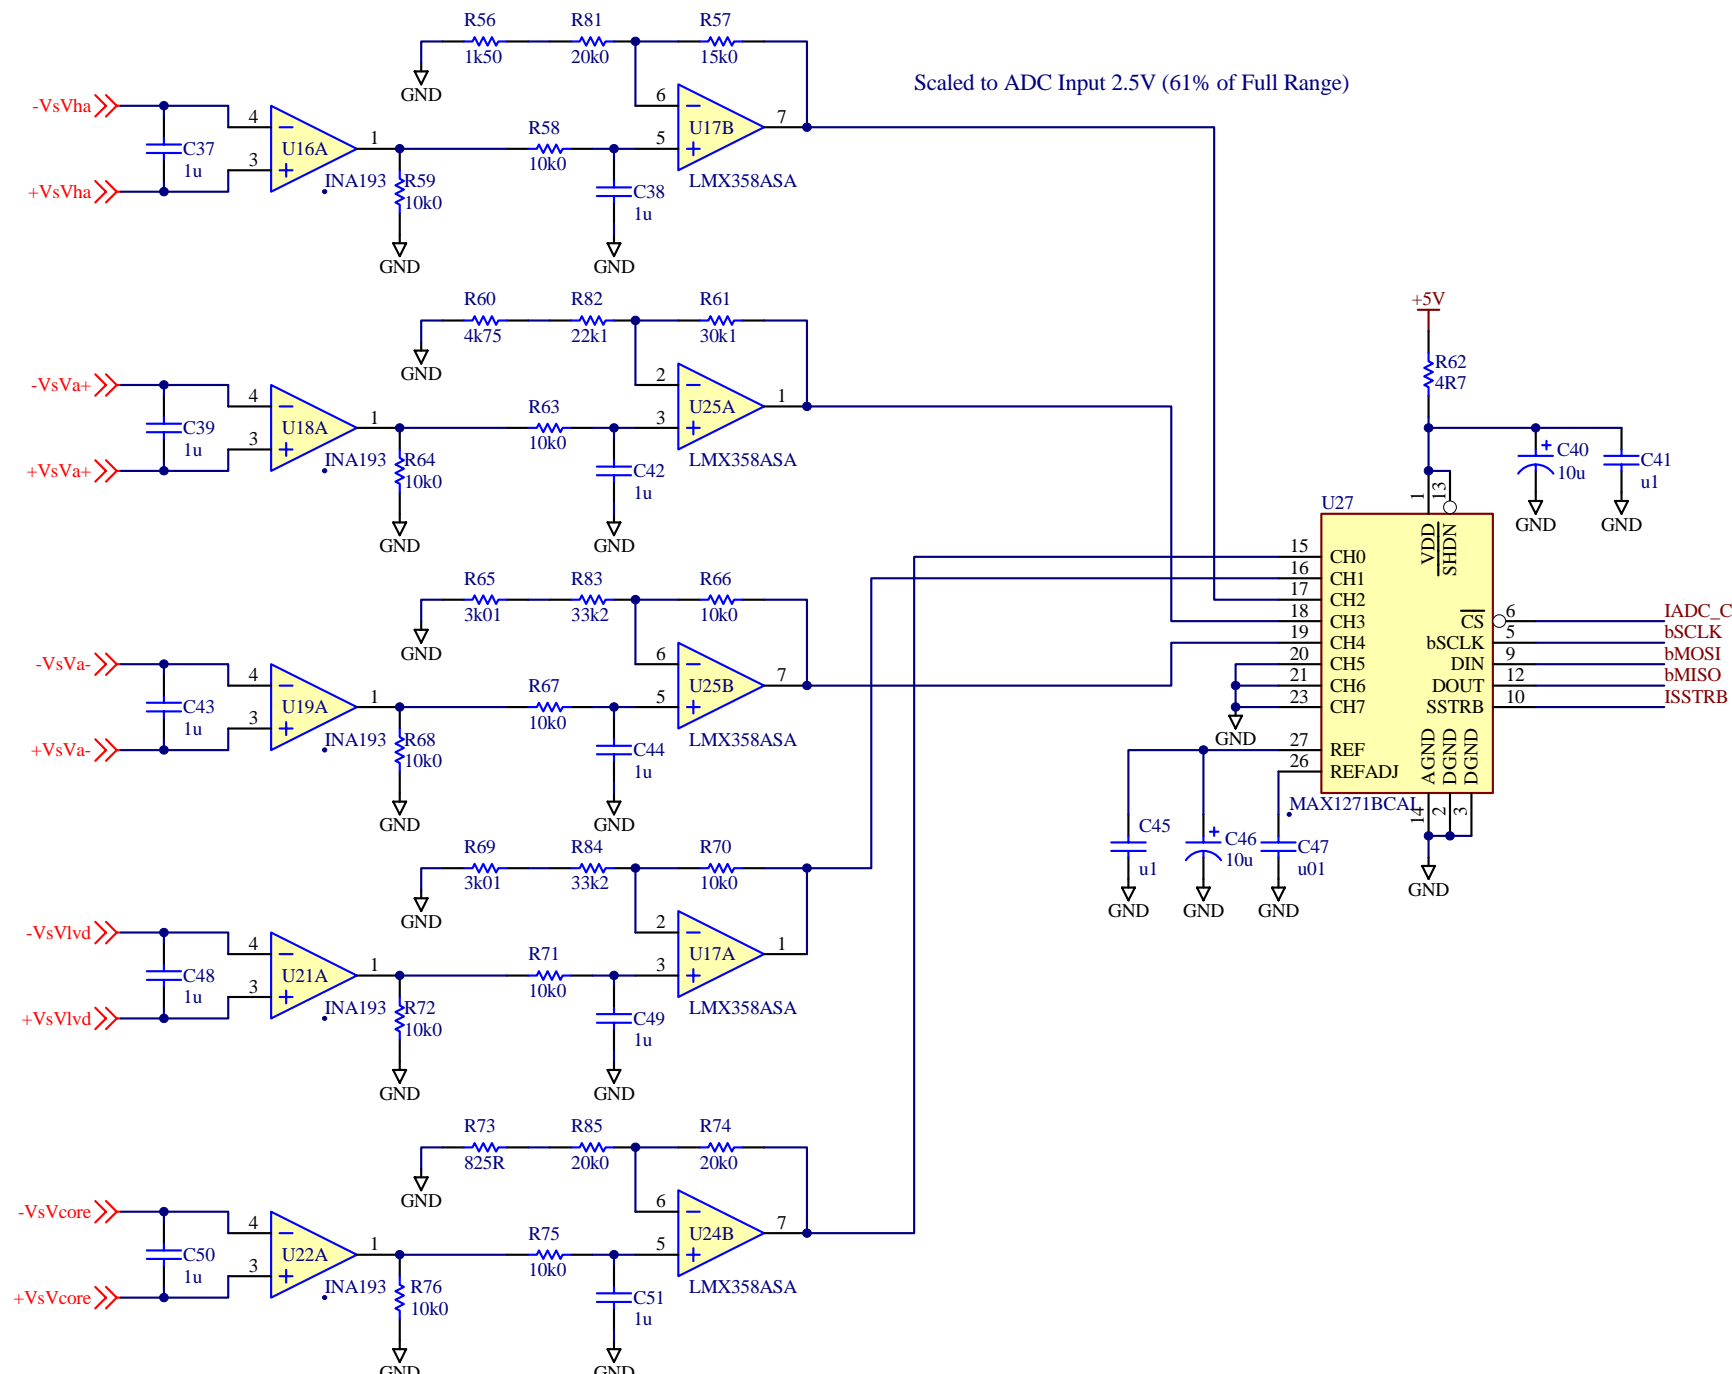 R56 R81 R57
1k50 20k0 15k0
GND
Scaled to ADC Input 2.5V (61% of Full Range)
-VsVha
4
6
U17B
7
C37
1u
U16A
1
R58
5
3
10k0
+VsVha
INA193
R59
10k0
LMX358ASA
C38
1u
GND
GND
R60 R82 R61
4k75 22k1 30k1
GND
+5V
R62
4R7
-VsVa+
4
2
U25A
1
C39
1u
U18A
1
R63
3
3
10k0
+VsVa+
INA193
R64
10k0
LMX358ASA
C42
1u
GND
GND
C40
10u
C41
u1
GND
GND
1
13
U27
VDD
SHDN
15 CH0
16 CH1
17 CH2
18 CH3
19 CH4
20 CH5
21 CH6
23 CH7
GND
27 REF
26 REFADJ
CS 6 IADC_C
bSCLK 5 bSCLK
DIN 9 bMOSI
DOUT 12 bMISO
SSTRB 10 ISSTRB
AGND
DGND
DGND
14
2
3
MAX1271BCAI
GND
C45
u1
C46
10u
C47
u01
GND
GND
GND
R65 R83 R66
3k01 33k2 10k0
GND
-VsVa-
4
6
U25B
7
C43
1u
U19A
1
R67
5
3
10k0
+VsVa-
INA193
R68
10k0
LMX358ASA
C44
1u
GND
GND
R69 R84 R70
3k01 33k2 10k0
GND
-VsVlvd
4
2
U17A
1
C48
1u
U21A
1
R71
3
3
10k0
+VsVlvd
INA193
R72
10k0
LMX358ASA
C49
1u
GND
GND
R73 R85 R74
825R 20k0 20k0
GND
-VsVcore
4
6
U24B
7
C50
1u
U22A
1
R75
5
3
10k0
+VsVcore
INA193
R76
10k0
LMX358ASA
C51
1u
GND
GND